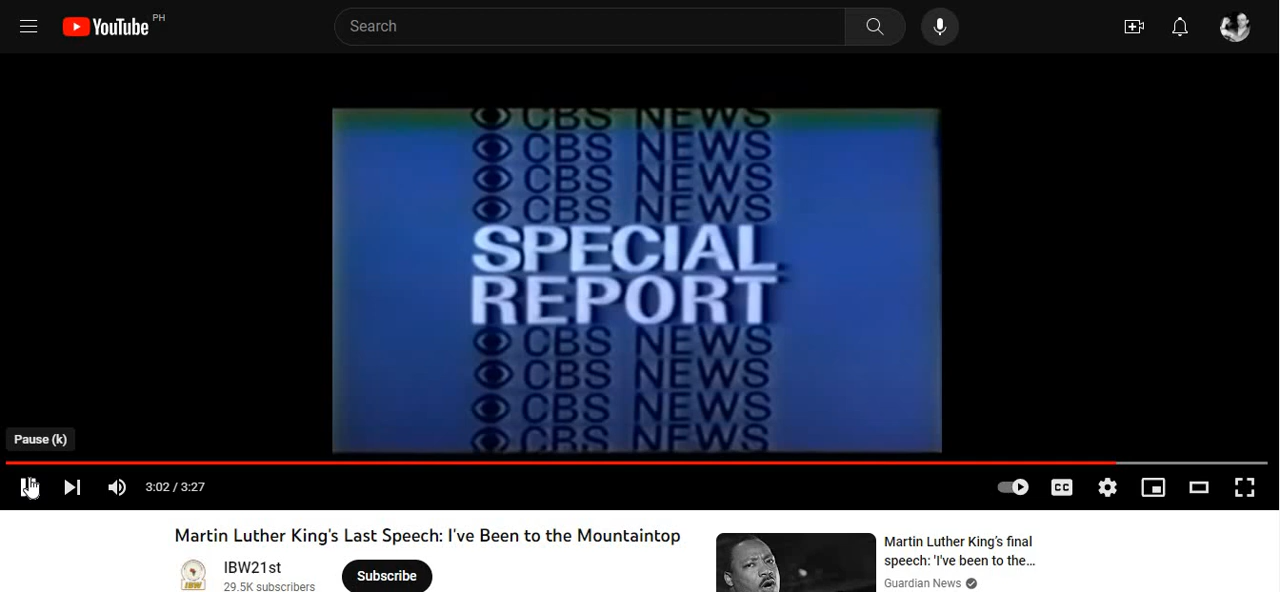 YouTube PH
Search
CBS NEWS
CBS NEWS
CBS NEWS
CBS NEWS
SPECIAL
REPORT
CBS NEWS
CBS NEWS
CBS NEWS
CBS NEWS
Pause (k)
3:02 / 3:27
CC
Martin Luther King's Last Speech: I've Been to the Mountaintop
IBW21st
29.5K subscribers
Subscribe
IBW
Martin Luther King's final
speech: 'I've been to the...
Guardian News